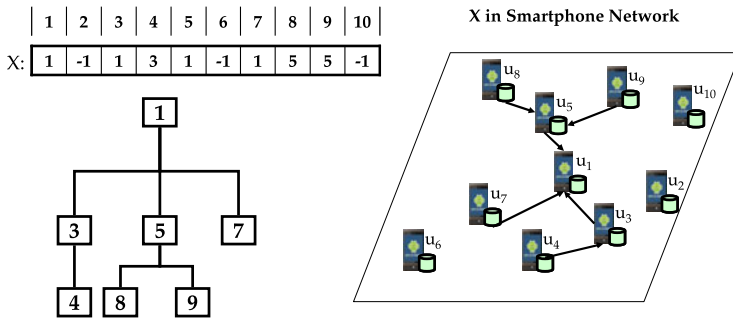 1 2 3 4 5 6 7 8 9 10
X: 1 -1 1 3 1 -1 1 5 5 -1
1
3 5 7
4 8 9
X in Smartphone Network
u8
u9
u10
u5
u1
u2
u7
u3
u6
u4